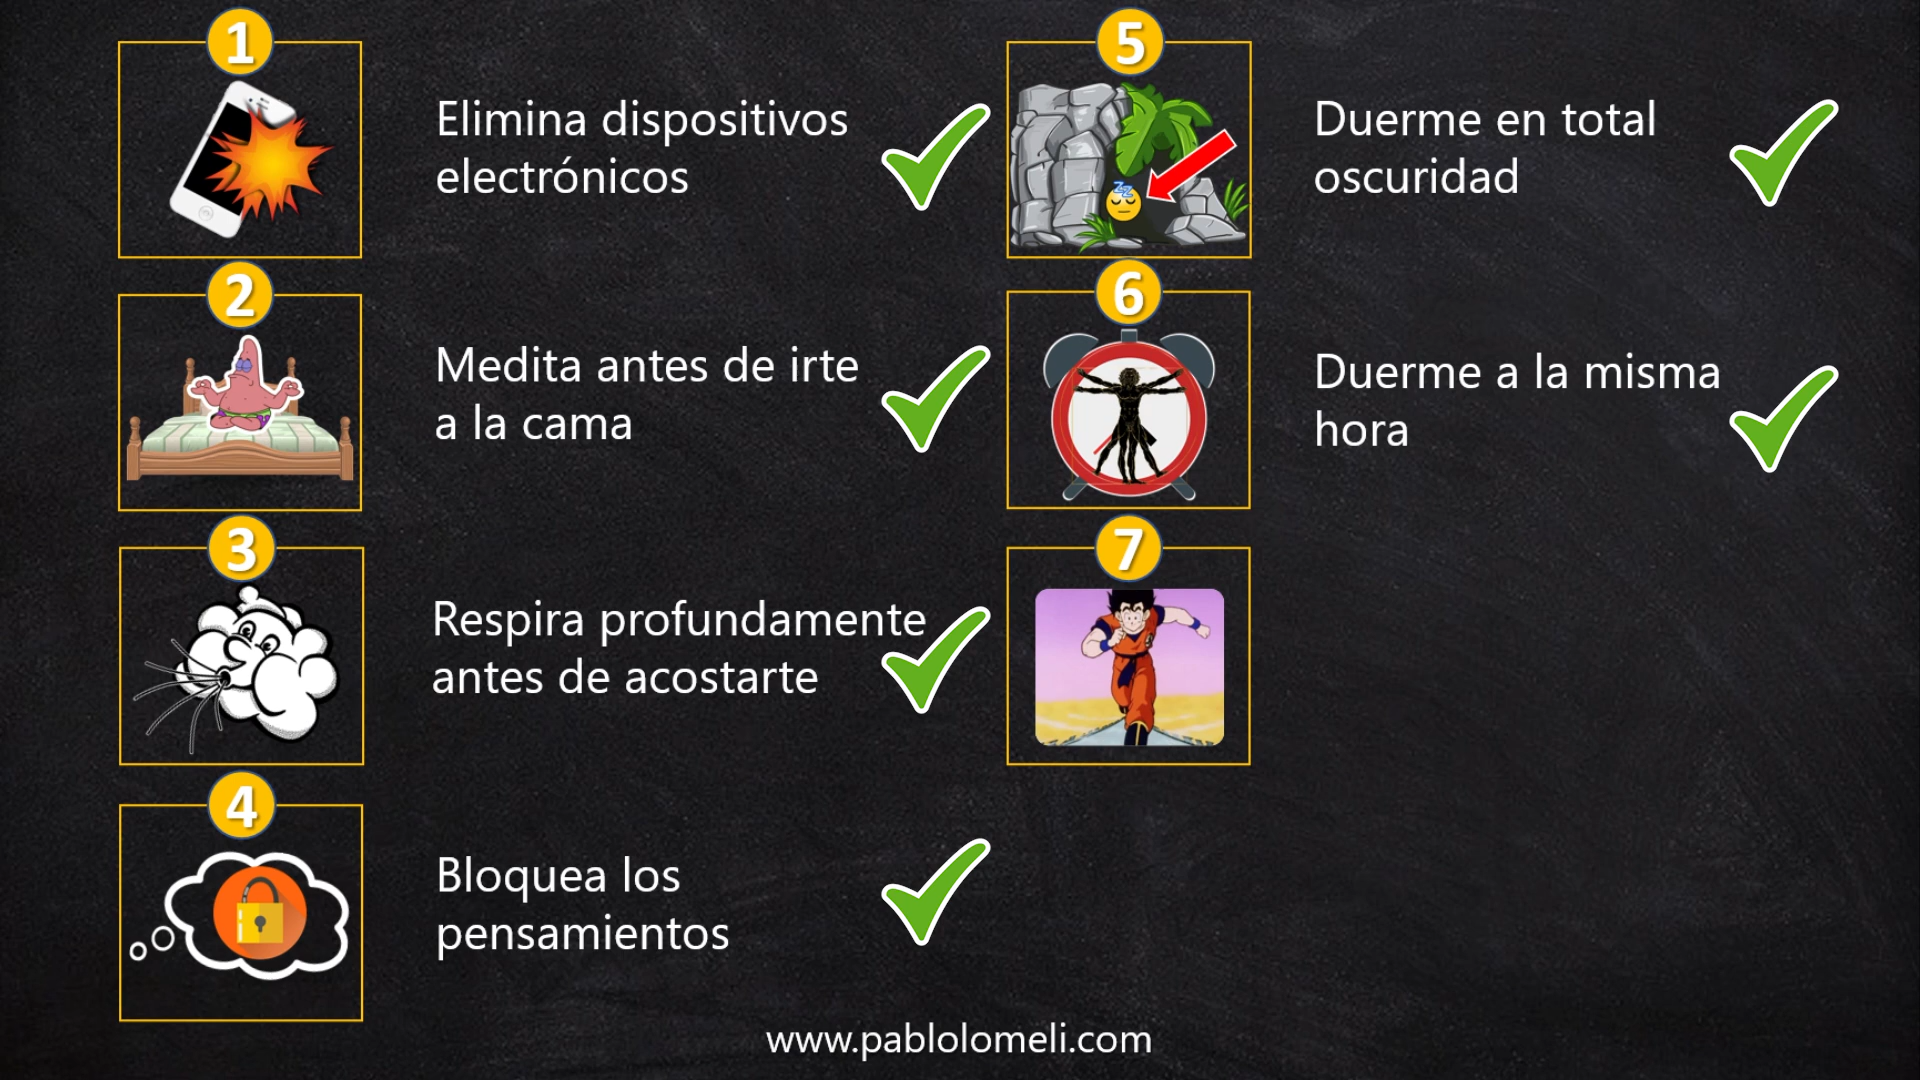 1
Elimina dispositivos
electrónicos
2
Medita antes de irte
a la cama
3
Respira profundamente
antes de acostarte
4
Bloquea los
pensamientos
5
zz
Duerme en total
oscuridad
6
Duerme a la misma
hora
7
www.pablolomeli.com